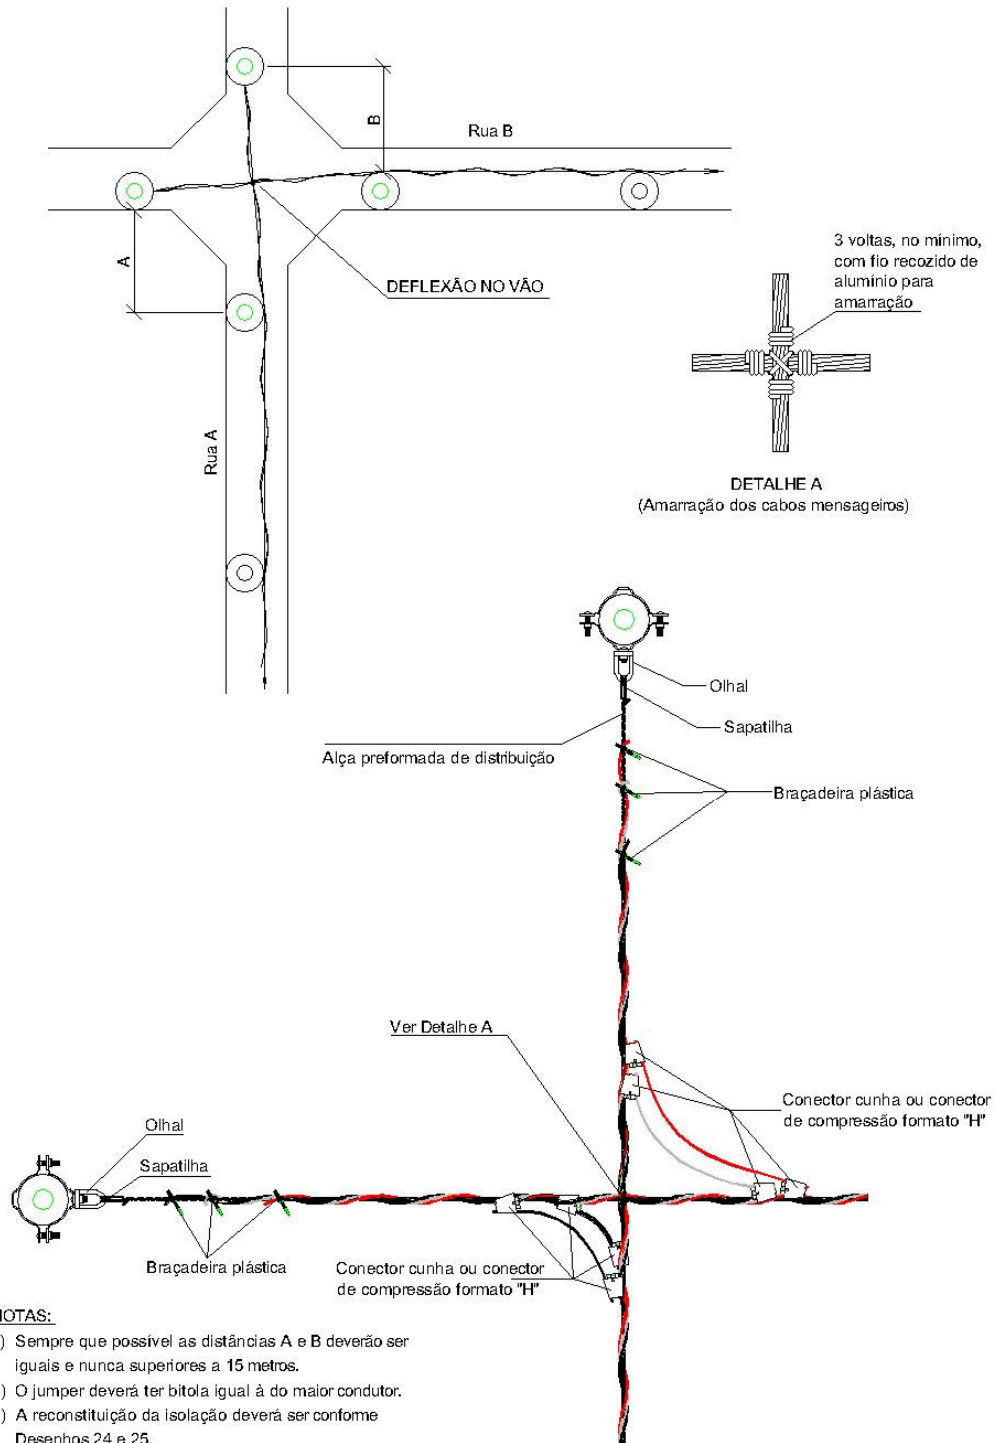 B
Rua B
A
DEFLEXÃO NO VÃO
Rua A
3 voltas, no mínimo,
com fio recozido de
alumínio para
amarração
DETALHE A
(Amarração dos cabos mensageiros)
Olhal
Sapatilha
Alça preformada de distribuição
Braçadeira plástica
Ver Detalhe A
Conector cunha ou conector
de compressão formato "H"
Olhal
Sapatilha
Braçadeira plástica
Conector cunha ou conector
de compressão formato "H"
OTAS:
) Sempre que possível as distâncias A e B deverão ser
iguais e nunca superiores a 15 metros.
) O jumper deverá ter bitola igual à do maior condutor.
) A reconstituição da isolação deverá ser conforme
Desenhos 24 e 25.